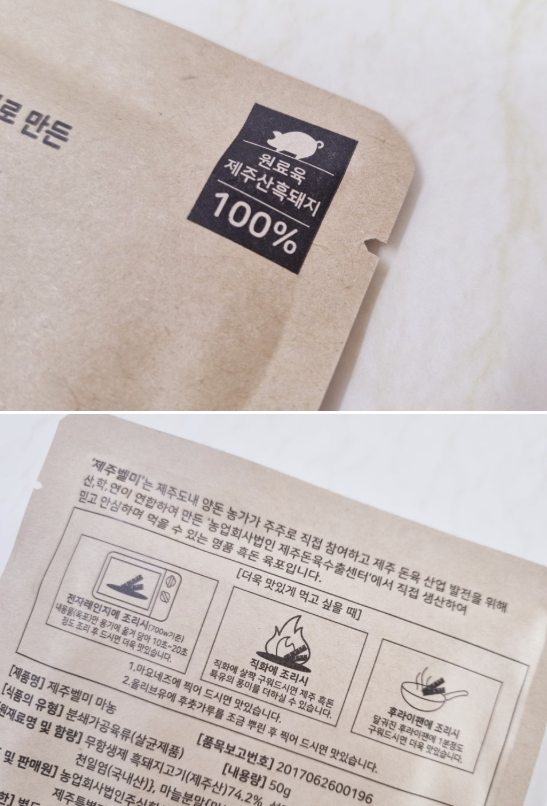 로 만든
원료육
제주산흑돼지
100%
'제주벨미'는 제주도내 양돈 농가가 주주로 직접 참여하고 제주 돈육 산업 발전을 위해
산,학,연이 연합하여 만든 '농업회사법인 제주돈육수출센터'에서 직접 생산하여
믿고 안심하며 먹을 수 있는 명품 흑돈 육포입니다.
[더욱 맛있게 먹고 싶을 때]
전자레인지에 조리시(700w기준)
내용물(육포)만 용기에 옮겨 담아 10초~20초
정도 조리 후 드시면 더욱 맛있습니다.
직화에 조리시
직화에 살짝 구워드시면 제주 흑돈
특유의 풍미를 더하실 수 있습니다.
후라이팬에 조리시
달궈진 후라이팬에 1분정도
구워드시면 더욱 맛있습니다.
1.마요네즈에 찍어 드시면 맛있습니다.
2.올리브유에 후춧가루를 조금 뿌린 후 찍어 드시면 맛있습니다.
[제품명] 제주벨미 마농
[식품의 유형] 분쇄가공육류(살균제품) [품목보고번호] 2017062600196
원재료명 및 함량] 무항생제 흑돼지고기(제주산)74.2%, [내용량] 50g
전일염(국내산)}, 마늘분말
및 판매원] 농업회사법인주식회사
제주특별